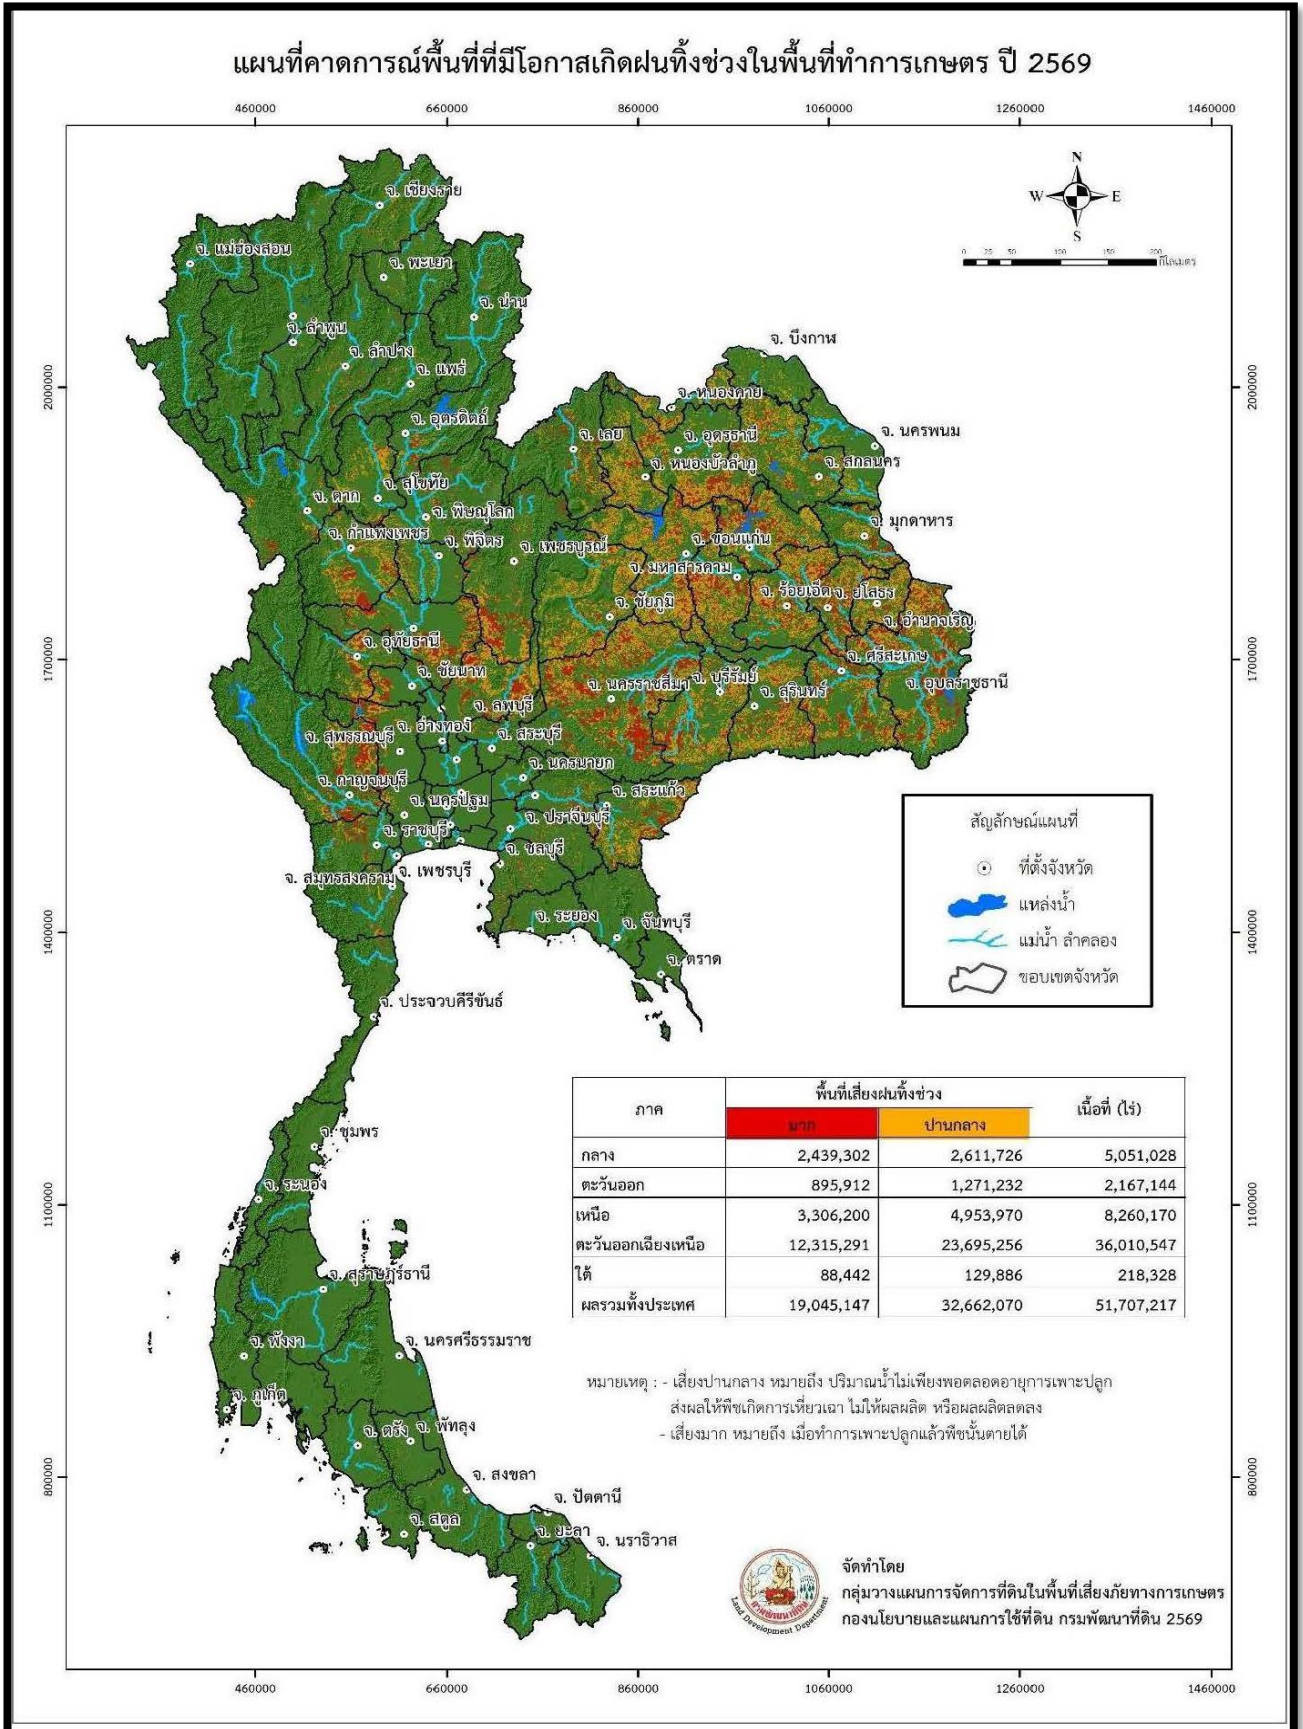 แผนที่คาดการณ์พื้นที่ที่มีโอกาสเกิดฝนทิ้งช่วงในพื้นที่ทำการเกษตร ปี 2569
460000 660000 860000 1060000 1260000 1460000
N
W E
S
0 25 50 100 150 200
กิโลเมตร
จ. เชียงราย
จ. แม่ฮ่องสอน
จ. พะเยา
จ. น่าน
จ. ลำพูน
จ. บึงกาฬ
จ. ลำปาง
จ. แพร่
2000000 2000000
จ. หนองคาย
จ. อุตรดิตถ์
จ. เลย
จ. อุดรธานี
จ. นครพนม
จ. หนองบัวลำภู
จ. สกลนคร
จ. สุโขทัย
จ. ตาก
จ. พิษณุโลก
จ. มุกดาหาร
จ. กำแพงเพชร
จ. พิจิตร
จ. เพชรบูรณ์
จ. ขอนแก่น
จ. มหาสารคาม
จ. ร้อยเอ็ด
จ. ยโสธร
จ. ชัยภูมิ
จ. อำนาจเจริญ
จ. อุทัยธานี
1700000 1700000
จ. ชัยนาท
จ. ศรีสะเกษ
จ. นครราชสีมา
จ. บุรีรัมย์
จ. สุรินทร์
จ. อุบลราชธานี
จ. ลพบุรี
จ. อ่างทอง
จ. สุพรรณบุรี
จ. สระบุรี
จ. นครนายก
จ. กาญจนบุรี
จ. นครปฐม
จ. สระแก้ว
จ. ปราจีนบุรี
จ. ราชบุรี
จ. ชลบุรี
จ. สมุทรสงคราม
จ. เพชรบุรี
จ. ระยอง
จ. จันทบุรี
1400000 1400000
จ. ตราด
จ. ประจวบคีรีขันธ์
สัญลักษณ์แผนที่
ที่ตั้งจังหวัด
แหล่งน้ำ
แม่น้ำ ลำคลอง
ขอบเขตจังหวัด
จ. ชุมพร
จ. ระนอง
1100000 1100000
จ. สุราษฎร์ธานี
จ. พังงา
จ. นครศรีธรรมราช
จ. ภูเก็ต
จ. ตรัง
จ. พัทลุง
800000 800000
จ. สงขลา
จ. ปัตตานี
จ. สตูล
จ. ยะลา
จ. นราธิวาส
ภาค พื้นที่เสี่ยงฝนทิ้งช่วง เนื้อที่ (ไร่)
มาก ปานกลาง
กลาง 2,439,302 2,611,726 5,051,028
ตะวันออก 895,912 1,271,232 2,167,144
เหนือ 3,306,200 4,953,970 8,260,170
ตะวันออกเฉียงเหนือ 12,315,291 23,695,256 36,010,547
ใต้ 88,442 129,886 218,328
ผลรวมทั้งประเทศ 19,045,147 32,662,070 51,707,217
หมายเหตุ : - เสี่ยงปานกลาง หมายถึง ปริมาณน้ำไม่เพียงพอตลอดอายุการเพาะปลูก
ส่งผลให้พืชเกิดการเหี่ยวเฉา ไม่ให้ผลผลิต หรือผลผลิตลดลง
- เสี่ยงมาก หมายถึง เมื่อทำการเพาะปลูกแล้วพืชนั้นตายได้
กรมพัฒนาที่ดิน
Land Development Department
จัดทำโดย
กลุ่มวางแผนการจัดการที่ดินในพื้นที่เสี่ยงภัยทางการเกษตร
กองนโยบายและแผนการใช้ที่ดิน กรมพัฒนาที่ดิน 2569
460000 660000 860000 1060000 1260000 1460000